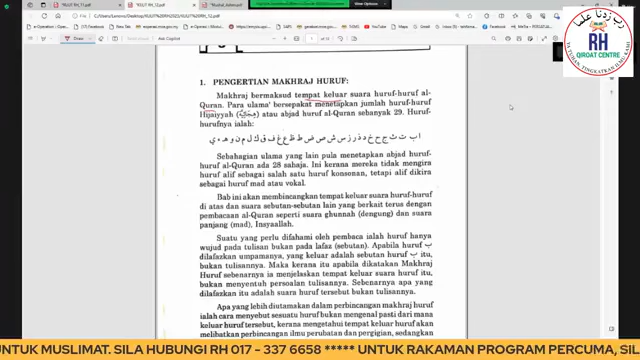 1. PENGERTIAN MAKHRAJ HURUF:
Makhraj bermaksud tempat keluar suara huruf-huruf al-
Quran. Para ulama' bersepakat menetapkan jumlah huruf-huruf
Hijaiyyah atau abjad huruf al-Quran sebanyak 29. Huruf-
hurufnya ialah:
ا ب ت ث ج ح خ د ذ ر ز س ش ص ض ط ظ ع غ ف ق ك ل م ن و ه ء ي
Sebahagian ulama yang lain pula menetapkan abjad huruf-
huruf al-Quran ada 28 sahaja. Ini kerana mereka tidak mengira
huruf alif sebagai salah satu huruf konsonan, tetapi alif dikira
sebagai huruf mad atau vokal.
Bab ini akan membincangkan tempat keluar suara huruf-huruf
di atas dan suara sebutan-sebutan lain yang berkait terus dengan
pembacaan al-Quran seperti suara ghunnah (dengung) dan suara
panjang (mad), Insyaallah.
Suatu yang perlu difahami oleh pembaca ialah huruf hanya
wujud pada tulisan bukan pada lafaz (sebutan). Apabila huruf ب
dilafazkan umpamanya, yang keluar adalah sebutan huruf ب itu,
bukan tulisannya. Maka kerana itu apabila dikatakan Makhraj
Huruf sebenarnya ia menjelaskan tempat keluar suara huruf itu,
bukan menyentuh persoalan tulisannya. Sebenarnya apa yang
dilafazkan itu adalah suara huruf tersebut bukan tulisannya.
Apa yang lebih diutamakan dalam perbincangan makhraj huruf
ialah cara menyebut sesuatu huruf bukan mengenal pasti dari mana
keluar huruf tersebut, kerana mengetahui tempat keluar huruf akan
melibatkan perbincangan ilmu perubatan dan pergigian, sedangkan
RH
QIROAT CENTRE
UNTUK MUSLIMAT. SILA HUBUNGI RH 017 - 337 6658 ***** UNTUK RAKAMAN PROGRAM PERCUMA, SIL